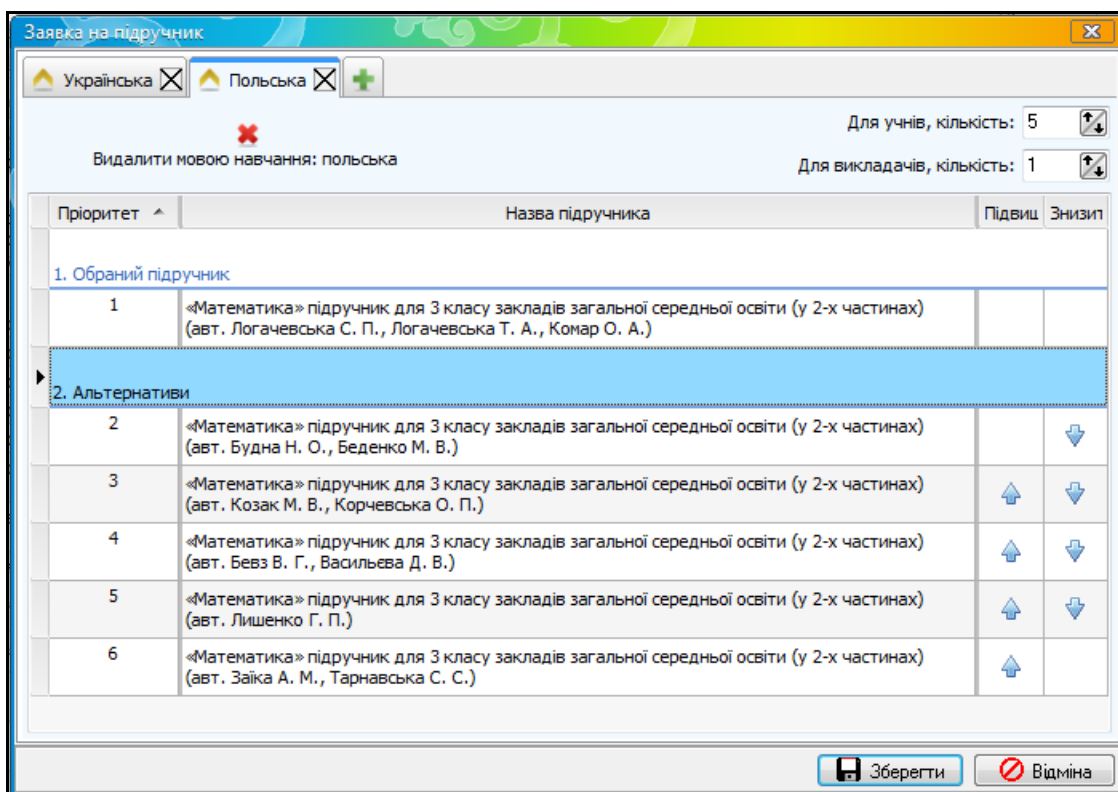 Заявка на підручник
Українська
Польська
Для учнів, кількість: 5
Видалити мовою навчання: польська
Для викладачів, кількість: 1
Пріоритет Назва підручника Підвищ Знизит
1. Обраний підручник
1 «Математика» підручник для 3 класу закладів загальної середньої освіти (у 2-х частинах)
(авт. Логачевська С. П., Логачевська Т. А., Комар О. А.)
2. Альтернативи
2 «Математика» підручник для 3 класу закладів загальної середньої освіти (у 2-х частинах)
(авт. Будна Н. О., Беденко М. В.)
3 «Математика» підручник для 3 класу закладів загальної середньої освіти (у 2-х частинах)
(авт. Козак М. В., Корчевська О. П.)
4 «Математика» підручник для 3 класу закладів загальної середньої освіти (у 2-х частинах)
(авт. Бевз В. Г., Васильєва Д. В.)
5 «Математика» підручник для 3 класу закладів загальної середньої освіти (у 2-х частинах)
(авт. Лишенко Г. П.)
6 «Математика» підручник для 3 класу закладів загальної середньої освіти (у 2-х частинах)
(авт. Заїка А. М., Тарнавська С. С.)
Зберегти
Відміна